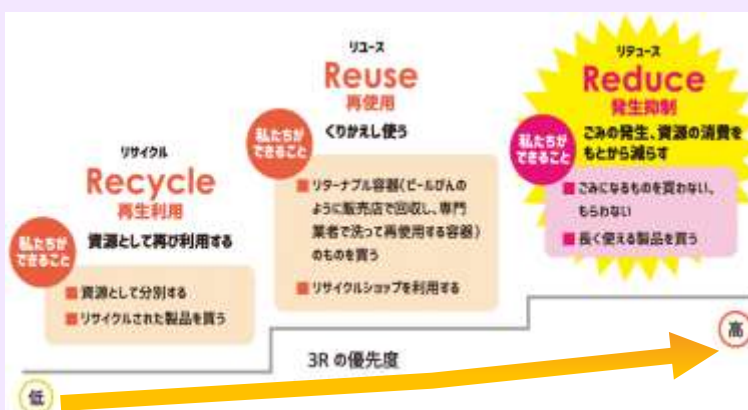 リサイクル
Recycle
再生利用
私たちが
できること
資源として再び利用する
■ 資源として分別する
■ リサイクルされた製品を買う
リユース
Reuse
再使用
私たちが
できること
くりかえし使う
■ リターナブル容器(ビールびんの
ように販売店で回収し、専門
業者で洗って再使用する容器)
のものを買う
■ リサイクルショップを利用する
リデュース
Reduce
発生抑制
私たちが
できること
ごみの発生、資源の消費を
もとから減らす
■ ごみになるものを買わない、
もらわない
■ 長く使える製品を買う
3Rの優先度
低
高